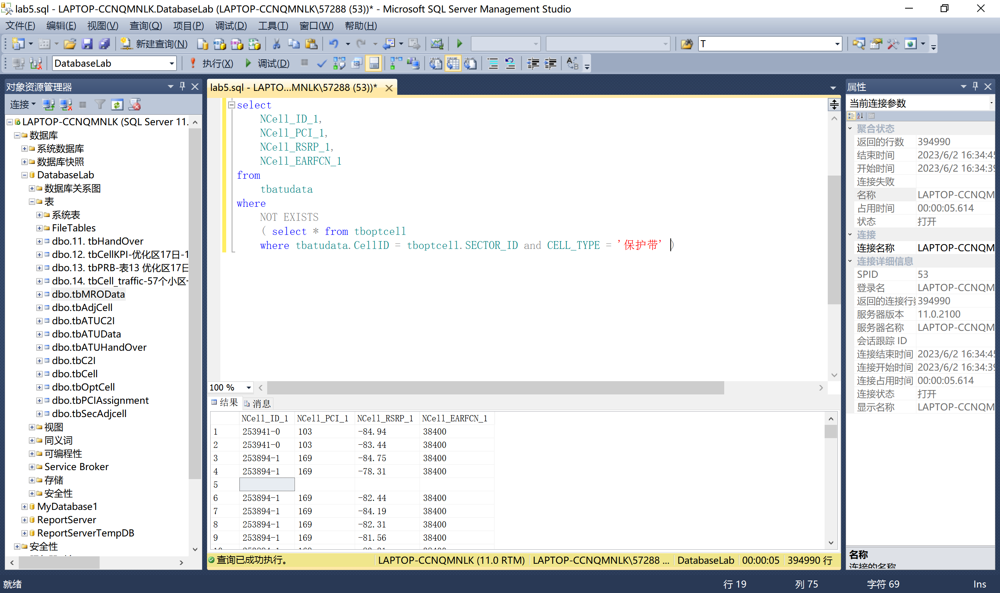 lab5.sql - LAPTOP-CCNQMNLK.DatabaseLab (LAPTOP-CCNQMNLK\57288 (53))* - Microsoft SQL Server Management Studio
文件(F) 编辑(E) 视图(V) 查询(Q) 项目(P) 调试(D) 工具(T) 窗口(W) 帮助(H)
新建查询(N) T
DatabaseLab 执行(X) 调试(D)
对象资源管理器
连接
LAPTOP-CCNQMNLK (SQL Server 11.
数据库
系统数据库
数据库快照
DatabaseLab
数据库关系图
表
系统表
FileTables
dbo.11. tbHandOver
dbo.12. tbCellKPI-优化区17日-1
dbo.13. tbPRB-表13 优化区17日
dbo.14. tbCell_traffic-57个小区-
dbo.tbMROData
dbo.tbAdjCell
dbo.tbATUC2I
dbo.tbATUData
dbo.tbATUHandOver
dbo.tbC2I
dbo.tbCell
dbo.tbOptCell
dbo.tbPCIAssignment
dbo.tbSecAdjcell
视图
同义词
可编程性
Service Broker
存储
安全性
MyDatabase1
ReportServer
ReportServerTempDB
安全性
lab5.sql - LAPTO...MNLK\57288 (53))*
select
NCell_ID_1,
NCell_PCI_1,
NCell_RSRP_1,
NCell_EARFCN_1
from
tbatudata
where
NOT EXISTS
( select * from tboptcell
where tbatudata.CellID = tboptcell.SECTOR_ID and CELL_TYPE = '保护带' )
100 %
结果 消息
NCell_ID_1 NCell_PCI_1 NCell_RSRP_1 NCell_EARFCN_1
1 253941-0 103 -84.94 38400
2 253941-0 103 -83.44 38400
3 253894-1 169 -84.75 38400
4 253894-1 169 -78.31 38400
5
6 253894-1 169 -82.44 38400
7 253894-1 169 -84.19 38400
8 253894-1 169 -82.31 38400
9 253894-1 169 -81.56 38400
查询已成功执行。 LAPTOP-CCNQMNLK (11.0 RTM) LAPTOP-CCNQMNLK\57288 ... DatabaseLab 00:00:05 394990 行
属性
当前连接参数
聚合状态
返回的行数 394990
结束时间 2023/6/2 16:34:45
开始时间 2023/6/2 16:34:39
连接失败
名称 LAPTOP-CCNQM
占用时间 00:00:05.614
状态 打开
连接
连接名称 LAPTOP-CCNQM
连接详细信息
SPID 53
登录名 LAPTOP-CCNQM
返回的连接行数 394990
服务器版本 11.0.2100
服务器名称 LAPTOP-CCNQM
会话跟踪 ID
连接结束时间 2023/6/2 16:34:45
连接开始时间 2023/6/2 16:34:39
连接占用时间 00:00:05.614
连接状态 打开
显示名称 LAPTOP-CCNQM
名称
连接的名称
就绪 行 19 列 75 字符 69 Ins